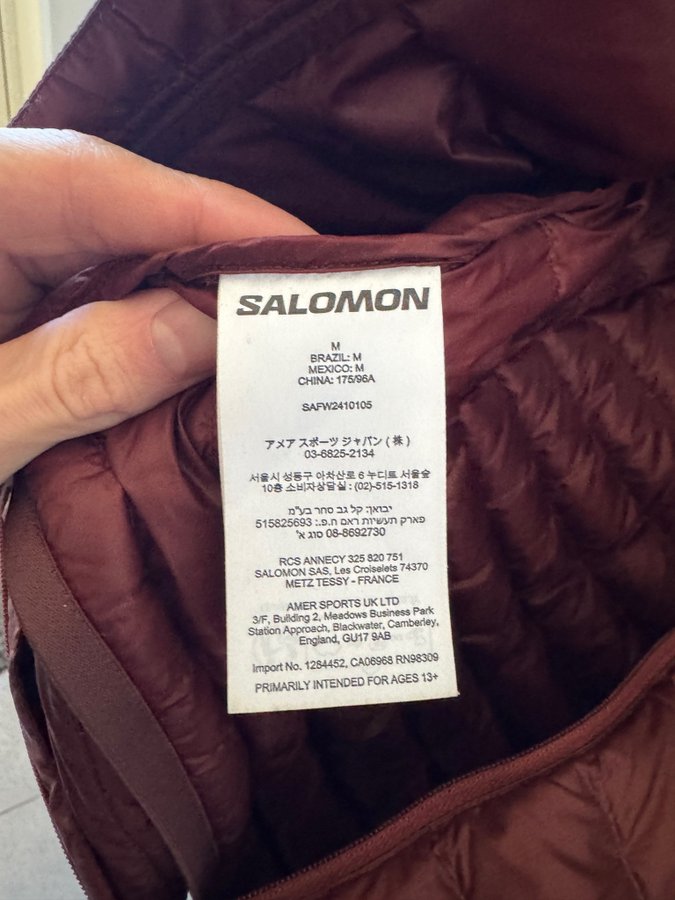 SALOMON
M
BRAZIL: M
MEXICO: M
CHINA: 175/96A
SAFW2410105
アメア スポーツ ジャパン ( 株 )
03-6825-2134
서울시 성동구 아차산로 6 누디트 서울숲
10층 소비자상담실 : (02)-515-1318
יבואן: קל גב סחר בע"מ
פארק תעשיות ראם ח.פ.: 515825693
08-8692730 סוג א'
RCS ANNECY 325 820 751
SALOMON SAS, Les Croiselets 74370
METZ TESSY - FRANCE
AMER SPORTS UK LTD
3/F, Building 2, Meadows Business Park
Station Approach, Blackwater, Camberley,
England, GU17 9AB
Import No. 1284452, CA06968 RN98309
PRIMARILY INTENDED FOR AGES 13+